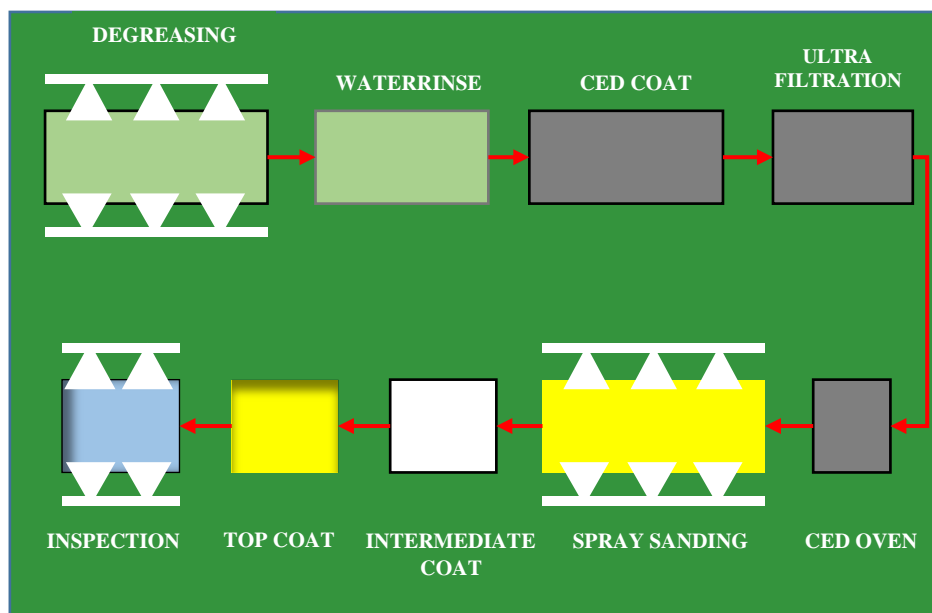 DEGREASING
WATERRINSE
CED COAT
ULTRA
FILTRATION
INSPECTION
TOP COAT
INTERMEDIATE
COAT
SPRAY SANDING
CED OVEN